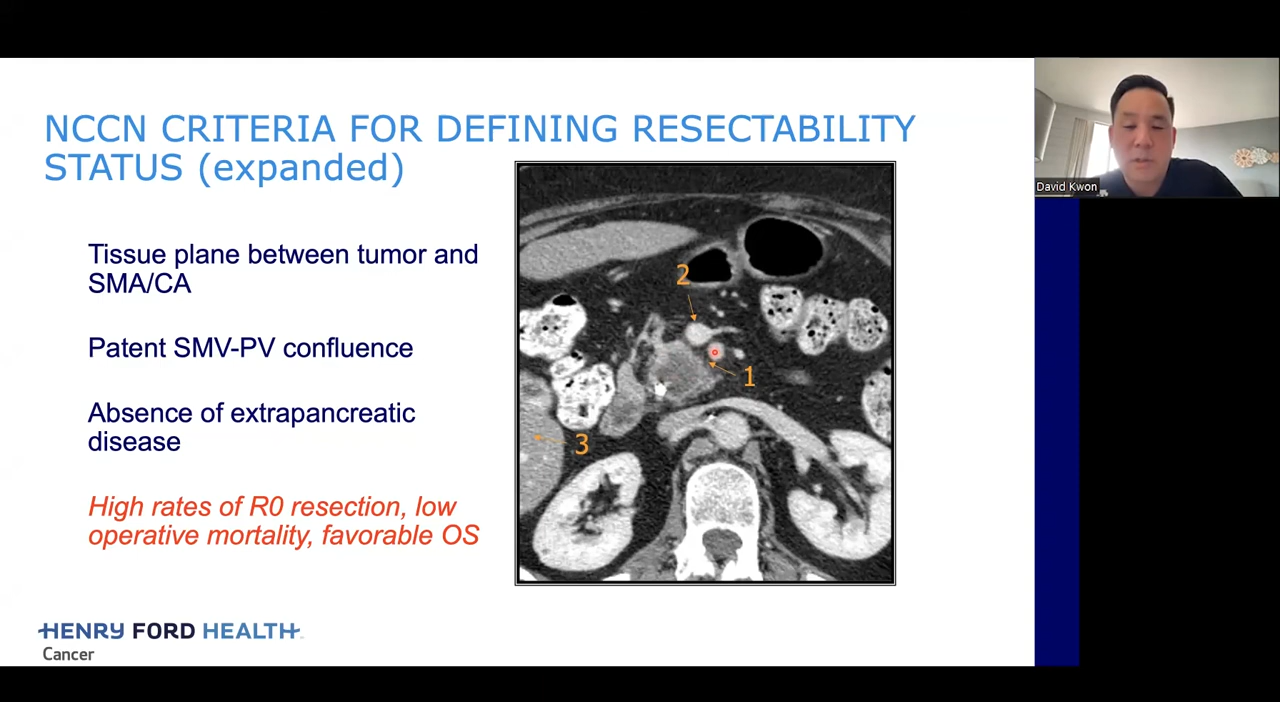 NCCN CRITERIA FOR DEFINING RESECTABILITY
STATUS (expanded)
Tissue plane between tumor and
SMA/CA
Patent SMV-PV confluence
Absence of extrapancreatic
disease
High rates of R0 resection, low
operative mortality, favorable OS
2
1
3
HENRY FORD HEALTH
Cancer
David Kwon